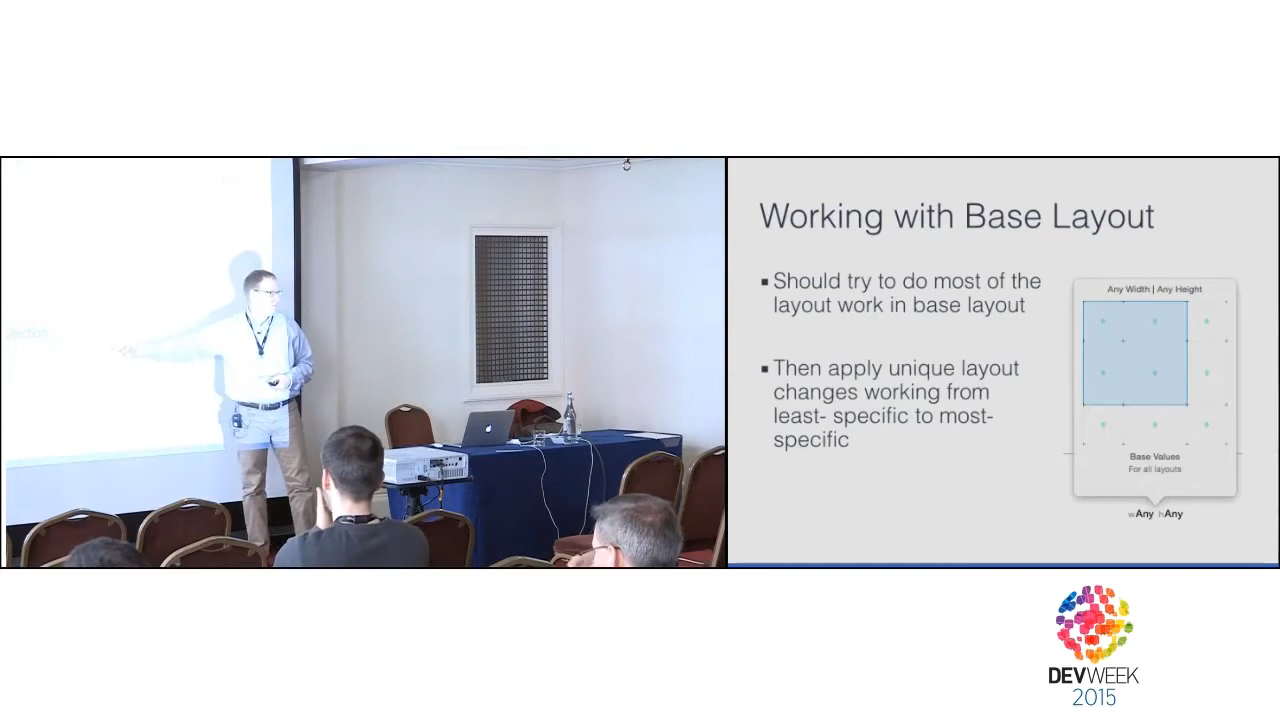 Working with Base Layout
▪ Should try to do most of the
layout work in base layout
▪ Then apply unique layout
changes working from
least- specific to most-
specific
Any Width | Any Height
Base Values
For all layouts
wAny hAny
DEVWEEK
2015